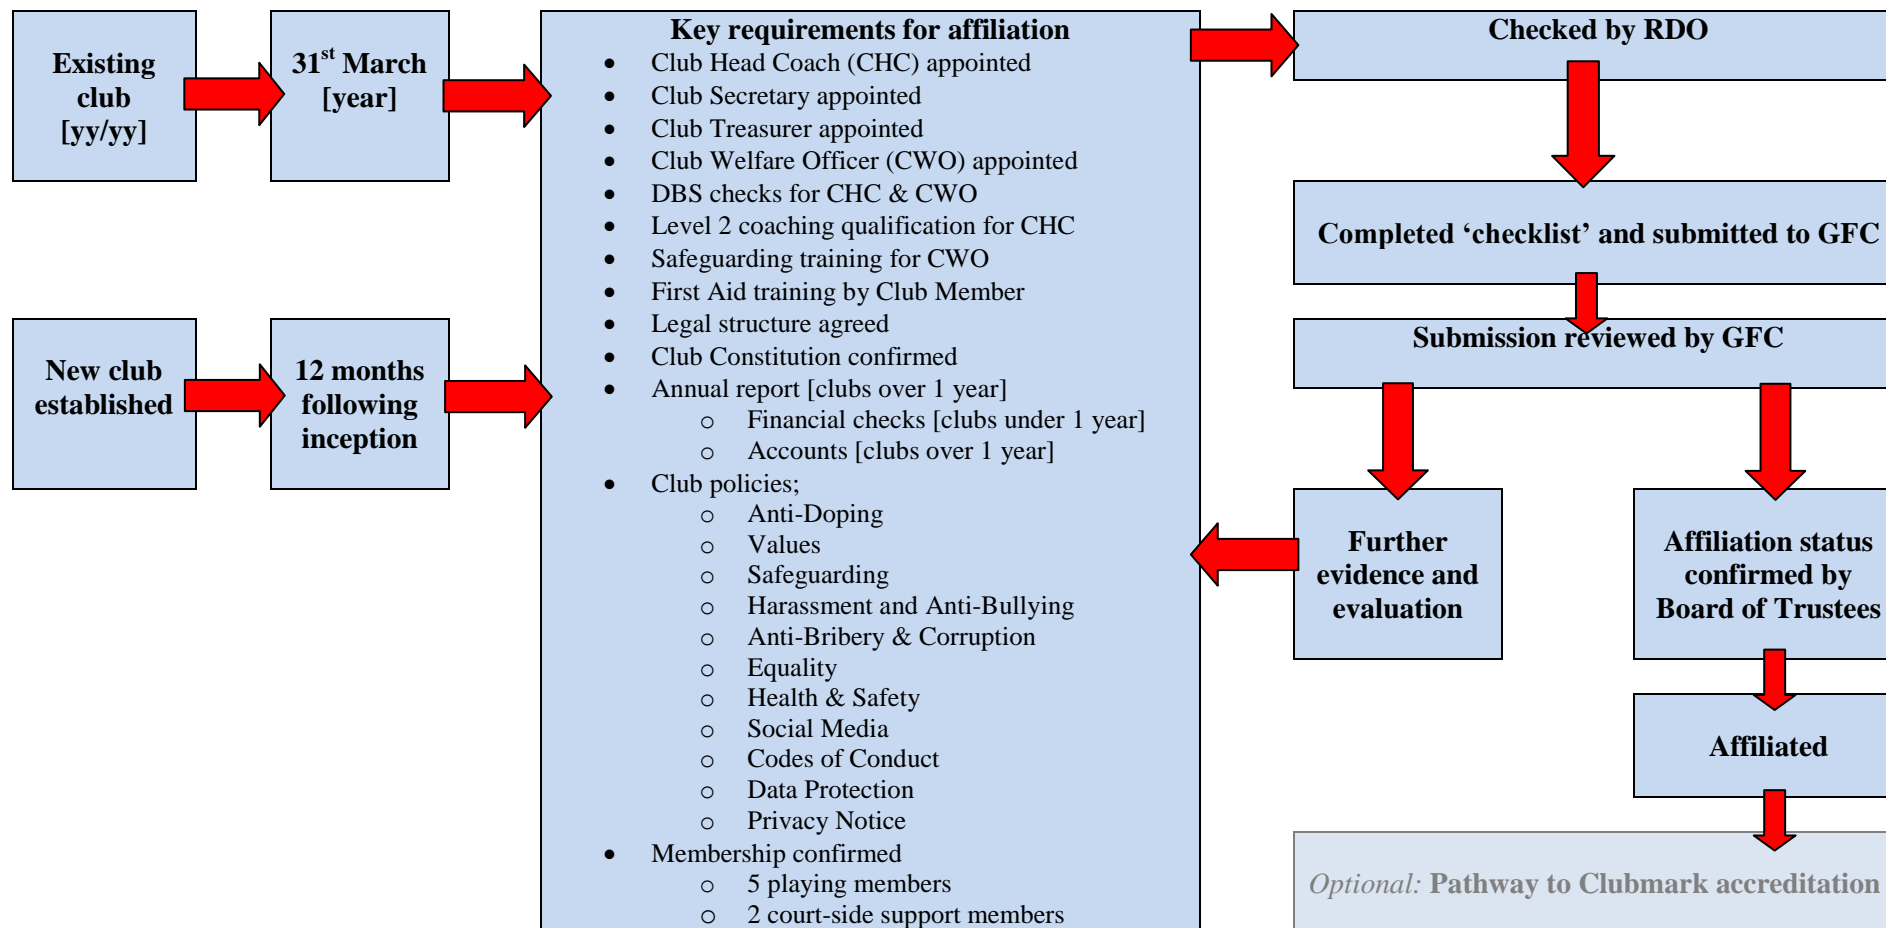 Existing
club
[yy/yy]
31st March
[year]
New club
established
12 months
following
inception
Key requirements for affiliation
• Club Head Coach (CHC) appointed
• Club Secretary appointed
• Club Treasurer appointed
• Club Welfare Officer (CWO) appointed
• DBS checks for CHC & CWO
• Level 2 coaching qualification for CHC
• Safeguarding training for CWO
• First Aid training by Club Member
• Legal structure agreed
• Club Constitution confirmed
• Annual report [clubs over 1 year]
o Financial checks [clubs under 1 year]
o Accounts [clubs over 1 year]
• Club policies;
o Anti-Doping
o Values
o Safeguarding
o Harassment and Anti-Bullying
o Anti-Bribery & Corruption
o Equality
o Health & Safety
o Social Media
o Codes of Conduct
o Data Protection
o Privacy Notice
• Membership confirmed
o 5 playing members
o 2 court-side support members
Checked by RDO
Completed ‘checklist’ and submitted to GFC
Submission reviewed by GFC
Further
evidence and
evaluation
Affiliation status
confirmed by
Board of Trustees
Affiliated
Optional: Pathway to Clubmark accreditation